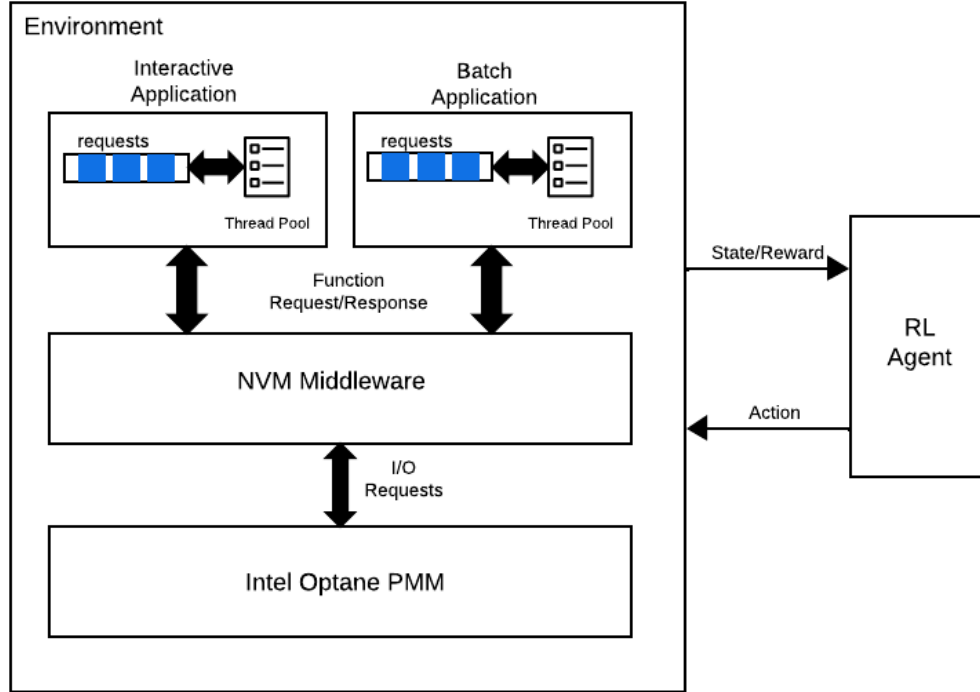 Environment
Interactive
Application
Batch
Application
requests
Thread Pool
requests
Thread Pool
Function
Request/Response
State/Reward
RL
Agent
NVM Middleware
Action
I/O
Requests
Intel Optane PMM